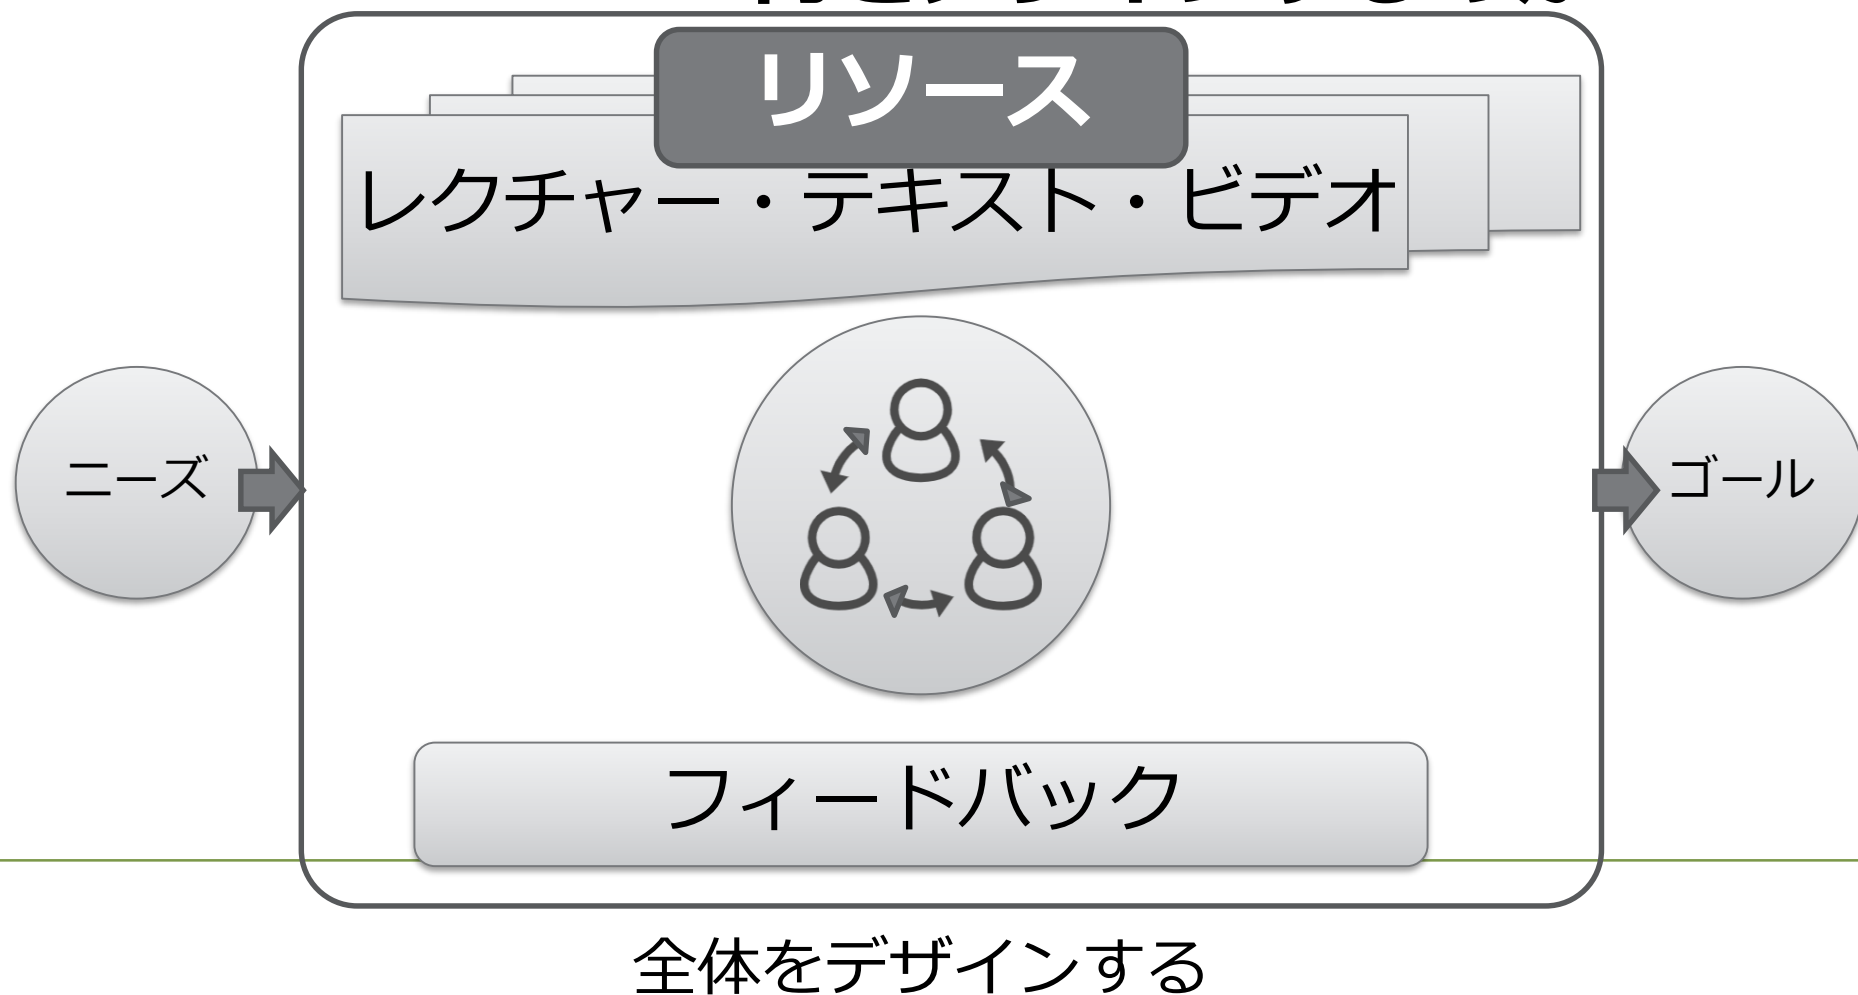 リソース
レクチャー・テキスト・ビデオ
ニーズ
ゴール
フィードバック
全体をデザインする